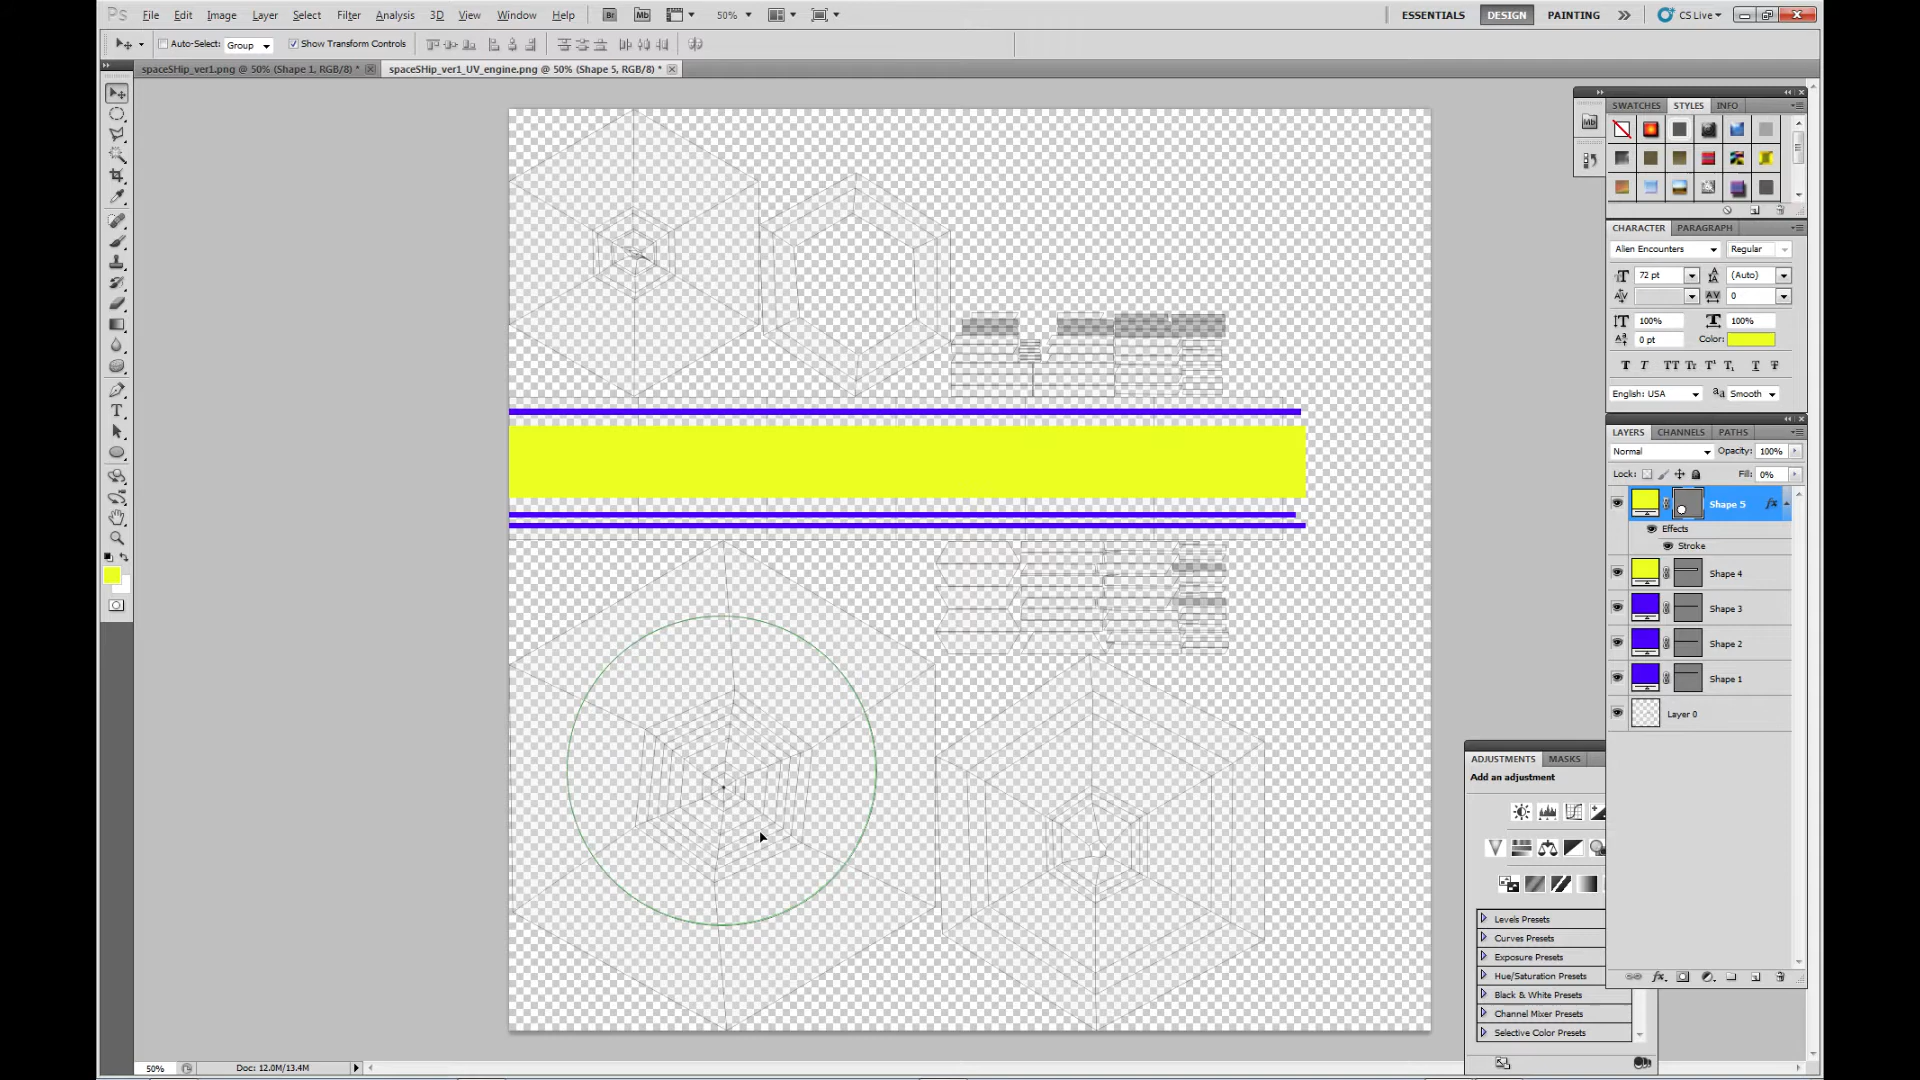 Ps File Edit Image Layer Select Filter Analysis 3D View Window Help Br Mb 50% ESSENTIALS DESIGN PAINTING CS Live
Auto-Select: Group Show Transform Controls
spaceSHip_ver1.png @ 50% (Shape 1, RGB/8) * spaceSHip_ver1_UV_engine.png @ 50% (Shape 5, RGB/8) *
SWATCHES STYLES INFO
Mb
CHARACTER PARAGRAPH
Alien Encounters Regular
72 pt (Auto)
0
100% 100%
0 pt Color:
English: USA Smooth
LAYERS CHANNELS PATHS
Normal Opacity: 100%
Lock: Fill: 0%
Shape 5 fx
Effects
Stroke
Shape 4
Shape 3
Shape 2
Shape 1
Layer 0
ADJUSTMENTS MASKS
Add an adjustment
Levels Presets
Curves Presets
Exposure Presets
Hue/Saturation Presets
Black & White Presets
Channel Mixer Presets
Selective Color Presets
50% Doc: 12.0M/13.4M